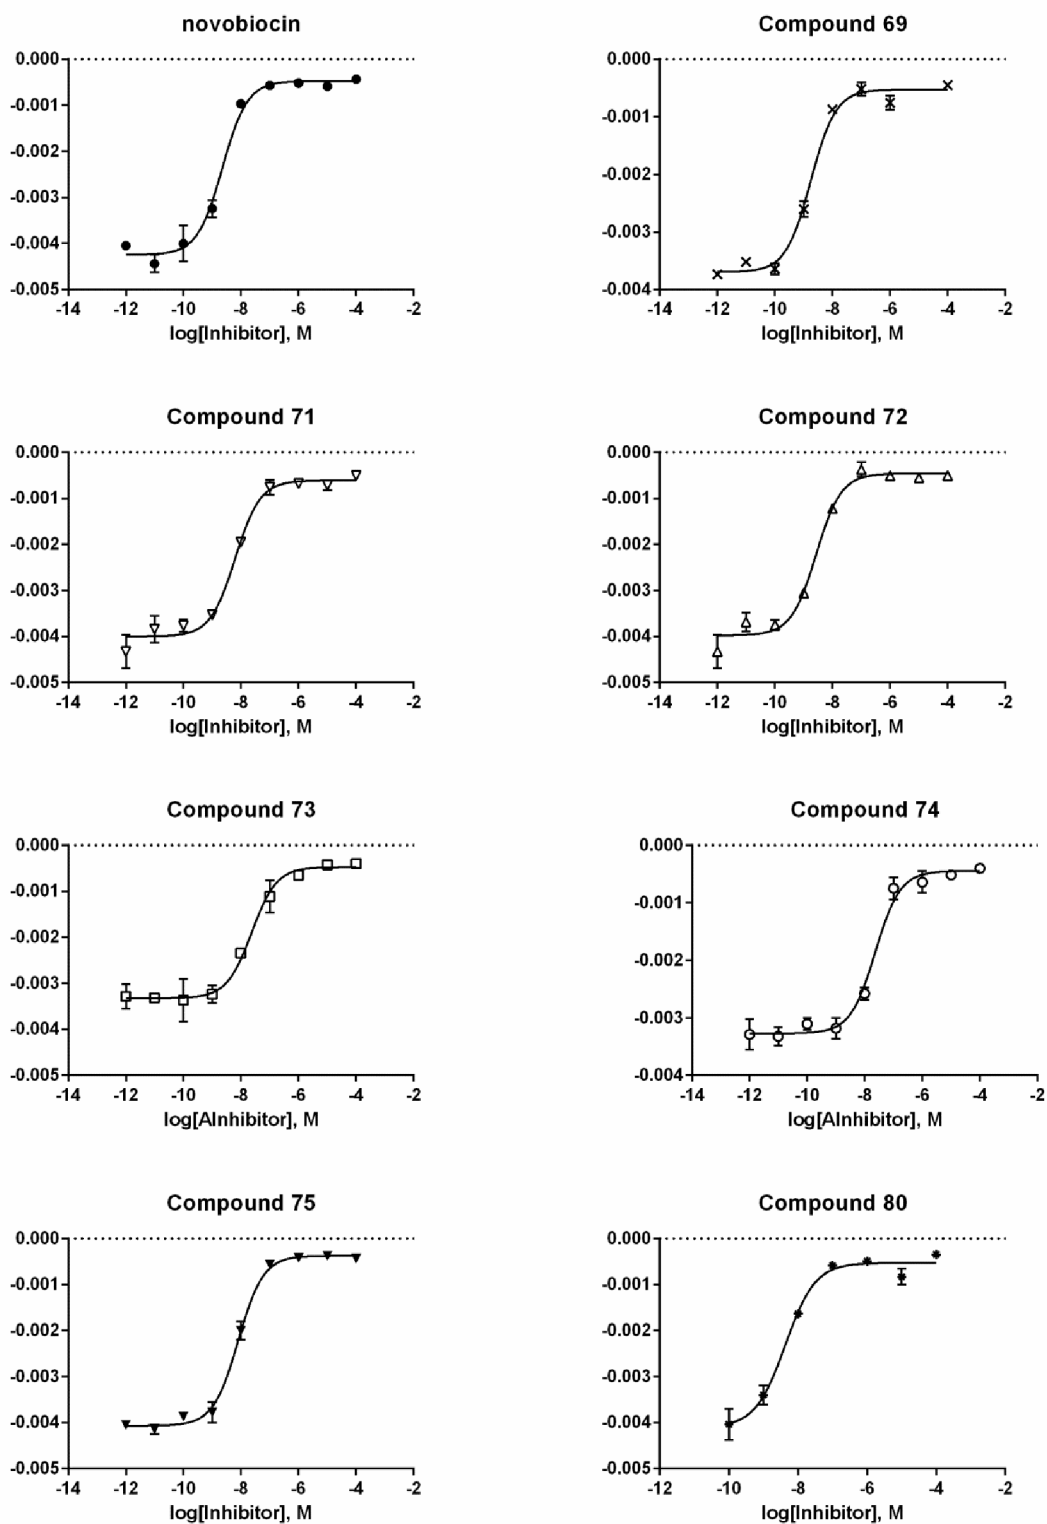 novobiocin
0.000
-0.001
-0.002
-0.003
-0.004
-0.005
-14 -12 -10 -8 -6 -4 -2
log[Inhibitor], M
Compound 69
0.000
-0.001
-0.002
-0.003
-0.004
-14 -12 -10 -8 -6 -4 -2
log[Inhibitor], M
Compound 71
0.000
-0.001
-0.002
-0.003
-0.004
-0.005
-14 -12 -10 -8 -6 -4 -2
log[Inhibitor], M
Compound 72
0.000
-0.001
-0.002
-0.003
-0.004
-0.005
-14 -12 -10 -8 -6 -4 -2
log[Inhibitor], M
Compound 73
0.000
-0.001
-0.002
-0.003
-0.004
-0.005
-14 -12 -10 -8 -6 -4 -2
log[AInhibitor], M
Compound 74
0.000
-0.001
-0.002
-0.003
-0.004
-14 -12 -10 -8 -6 -4 -2
log[AInhibitor], M
Compound 75
0.000
-0.001
-0.002
-0.003
-0.004
-0.005
-14 -12 -10 -8 -6 -4 -2
log[Inhibitor], M
Compound 80
0.000
-0.001
-0.002
-0.003
-0.004
-0.005
-12 -10 -8 -6 -4 -2
log[Inhibitor], M